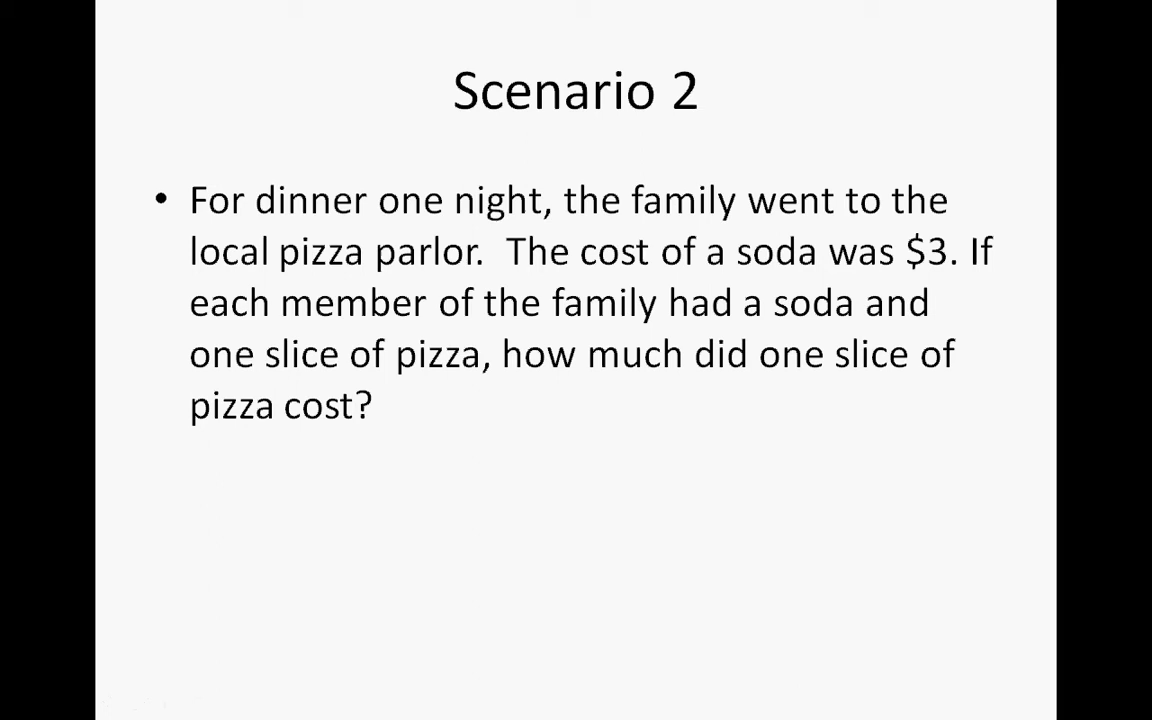 Scenario 2
• For dinner one night, the family went to the
local pizza parlor.  The cost of a soda was $3. If
each member of the family had a soda and
one slice of pizza, how much did one slice of
pizza cost?